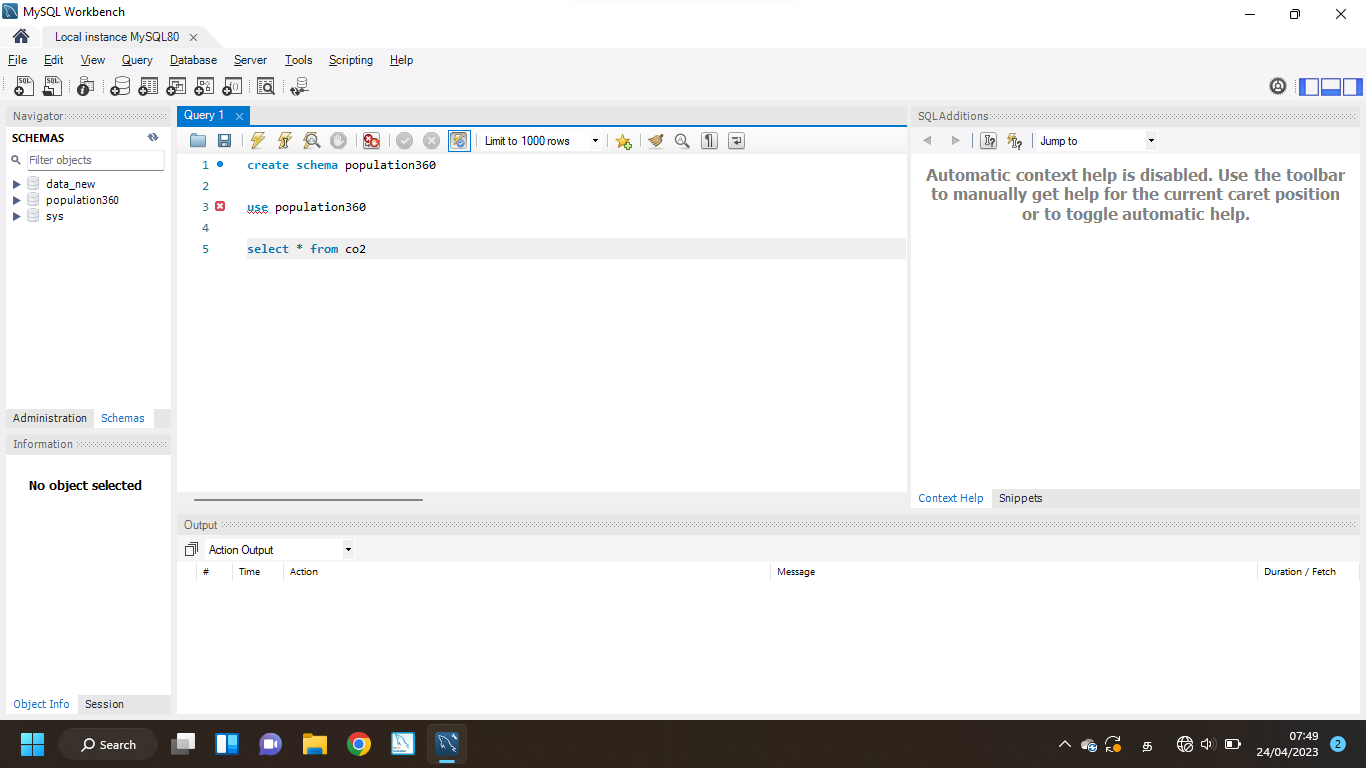 MySQL Workbench
Local instance MySQL80
File Edit View Query Database Server Tools Scripting Help
Navigator
SCHEMAS
Filter objects
data_new
population360
sys
Administration Schemas
Information
No object selected
Object Info Session
Query 1
Limit to 1000 rows
1 create schema population360
2
3 use population360
4
5 select * from co2
SQLAdditions
Jump to
Automatic context help is disabled. Use the toolbar
to manually get help for the current caret position
or to toggle automatic help.
Context Help Snippets
Output
Action Output
# Time Action Message Duration / Fetch
Search
த
07:49
24/04/2023
2